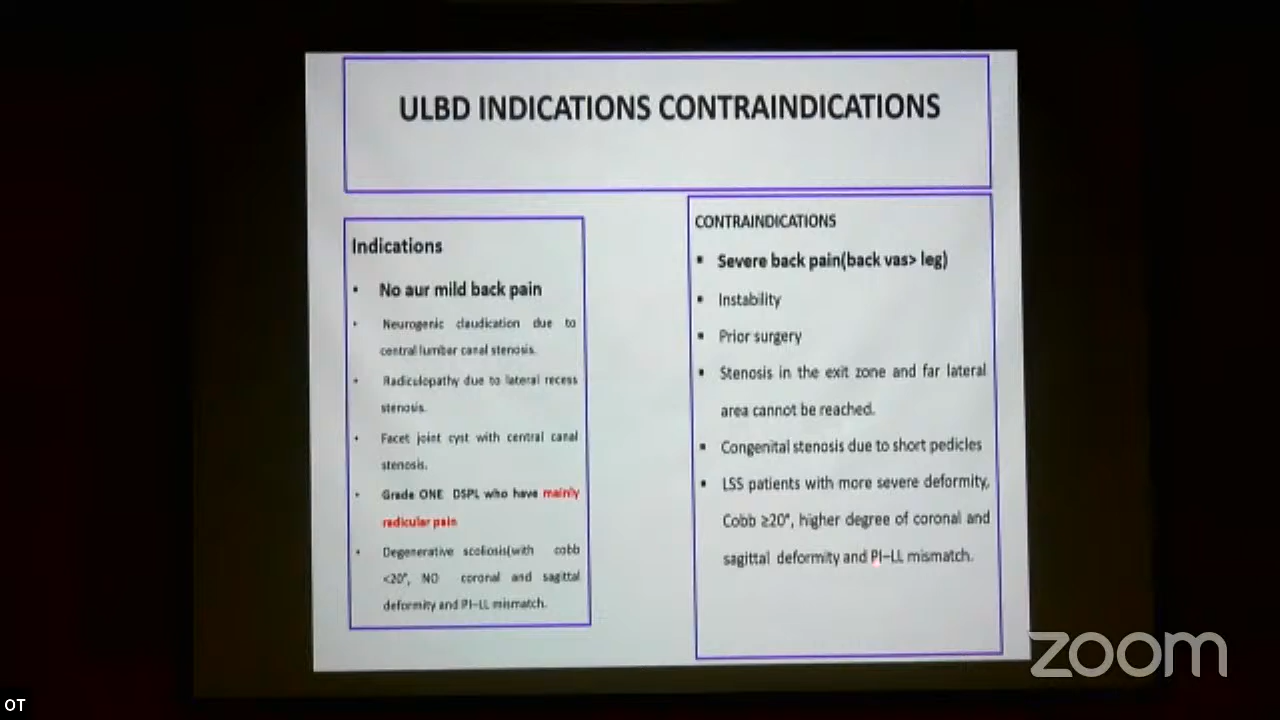 ULBD INDICATIONS CONTRAINDICATIONS
Indications
• No aur mild back pain
• Neurogenic claudication due to
central lumbar canal stenosis.
• Radiculopathy due to lateral recess
stenosis.
• Facet joint cyst with central canal
stenosis.
• Grade ONE DSPL who have mainly
radicular pain
• Degenerative scoliosis(with cobb
<20°, NO coronal and sagittal
deformity and PI-LL mismatch.
CONTRAINDICATIONS
▪ Severe back pain(back vas> leg)
▪ Instability
▪ Prior surgery
▪ Stenosis in the exit zone and far lateral
area cannot be reached.
▪ Congenital stenosis due to short pedicles
▪ LSS patients with more severe deformity,
Cobb ≥20°, higher degree of coronal and
sagittal deformity and PI–LL mismatch.
zoom
OT